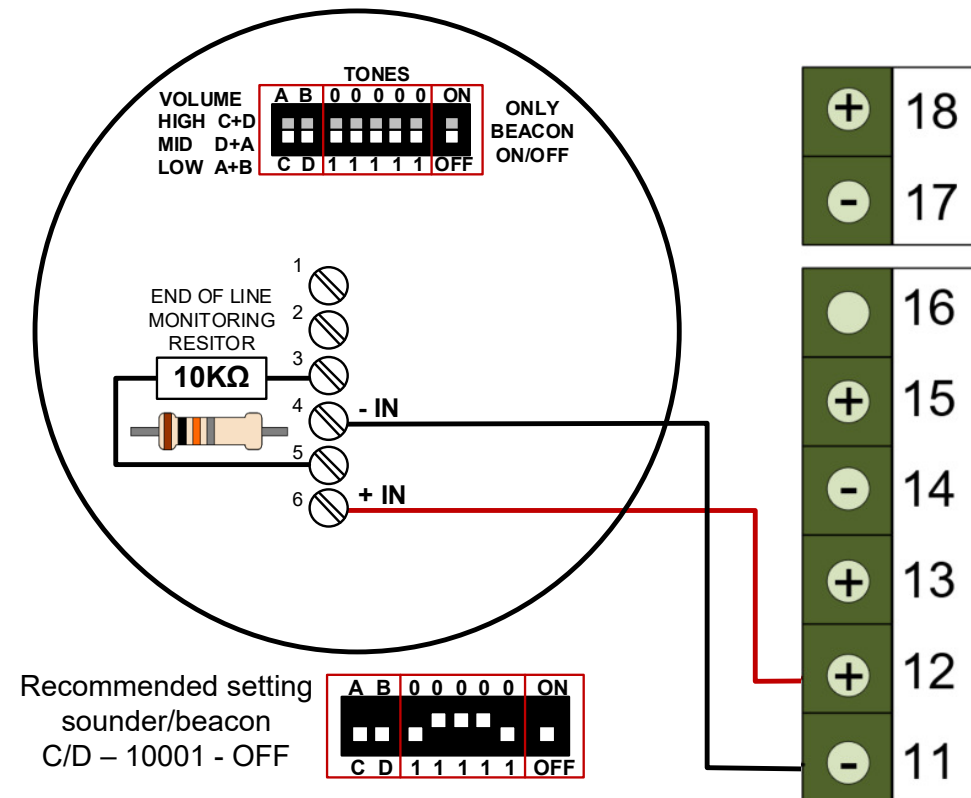 TONES
VOLUME
HIGH C+D
MID D+A
LOW A+B
A B 0 0 0 0 0 ON
C D 1 1 1 1 1 OFF
ONLY
BEACON
ON/OFF
1
2
3
4
5
6
END OF LINE
MONITORING
RESITOR
10KΩ
- IN
+ IN
+ 18
- 17
16
+ 15
- 14
+ 13
+ 12
- 11
Recommended setting
sounder/beacon
C/D – 10001 - OFF
A B 0 0 0 0 0 ON
C D 1 1 1 1 1 OFF